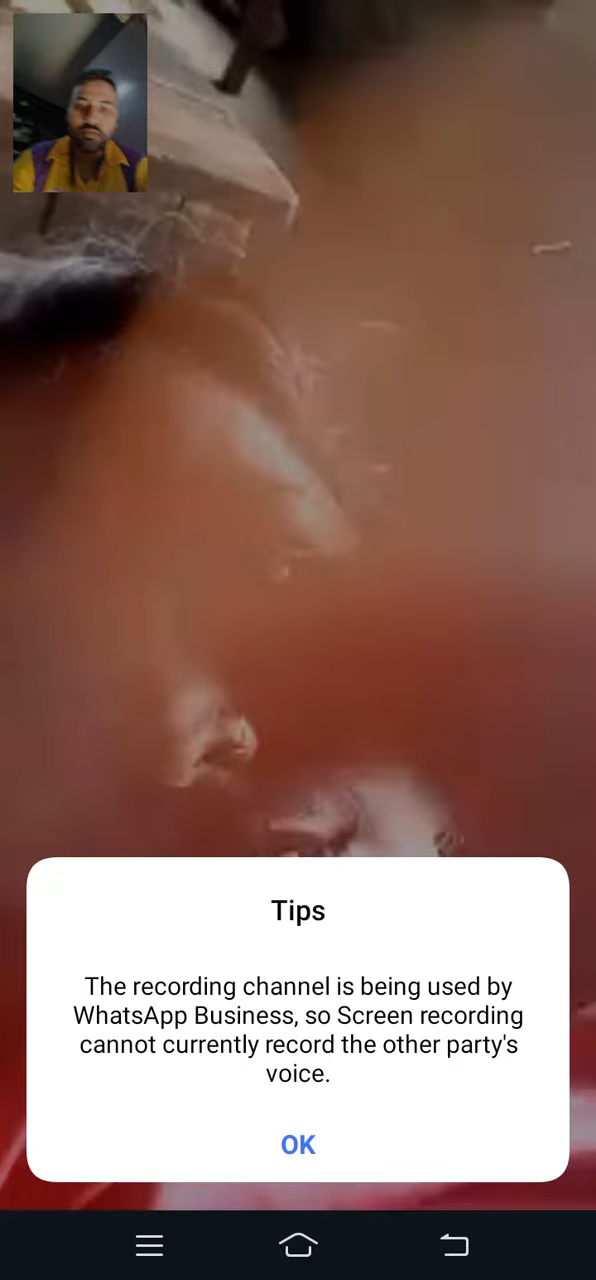 Tips
The recording channel is being used by
WhatsApp Business, so Screen recording
cannot currently record the other party's
voice.
OK